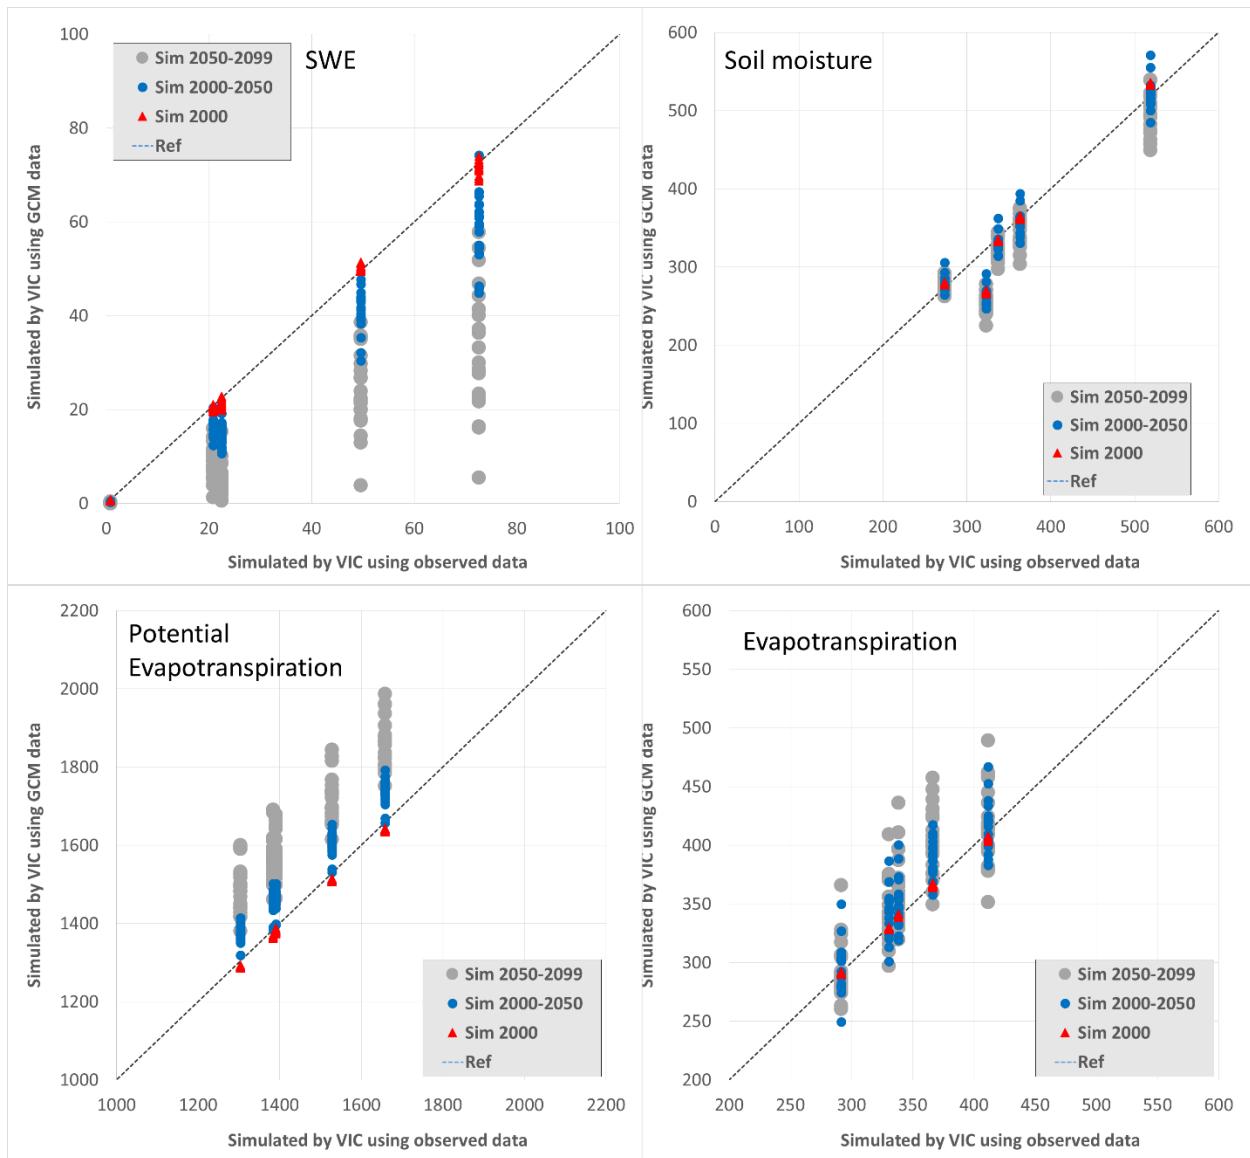 SWE
Sim 2050-2099
Sim 2000-2050
Sim 2000
Ref
100
80
60
40
20
0
0 20 40 60 80 100
Simulated by VIC using GCM data
Simulated by VIC using observed data
Soil moisture
600
500
400
300
200
100
0
0 100 200 300 400 500 600
Simulated by VIC using GCM data
Simulated by VIC using observed data
Sim 2050-2099
Sim 2000-2050
Sim 2000
Ref
Potential
Evapotranspiration
2200
2000
1800
1600
1400
1200
1000
1000 1200 1400 1600 1800 2000 2200
Simulated by VIC using GCM data
Simulated by VIC using observed data
Sim 2050-2099
Sim 2000-2050
Sim 2000
Ref
Evapotranspiration
600
550
500
450
400
350
300
250
200
200 250 300 350 400 450 500 550 600
Simulated by VIC using GCM data
Simulated by VIC using observed data
Sim 2050-2099
Sim 2000-2050
Sim 2000
Ref